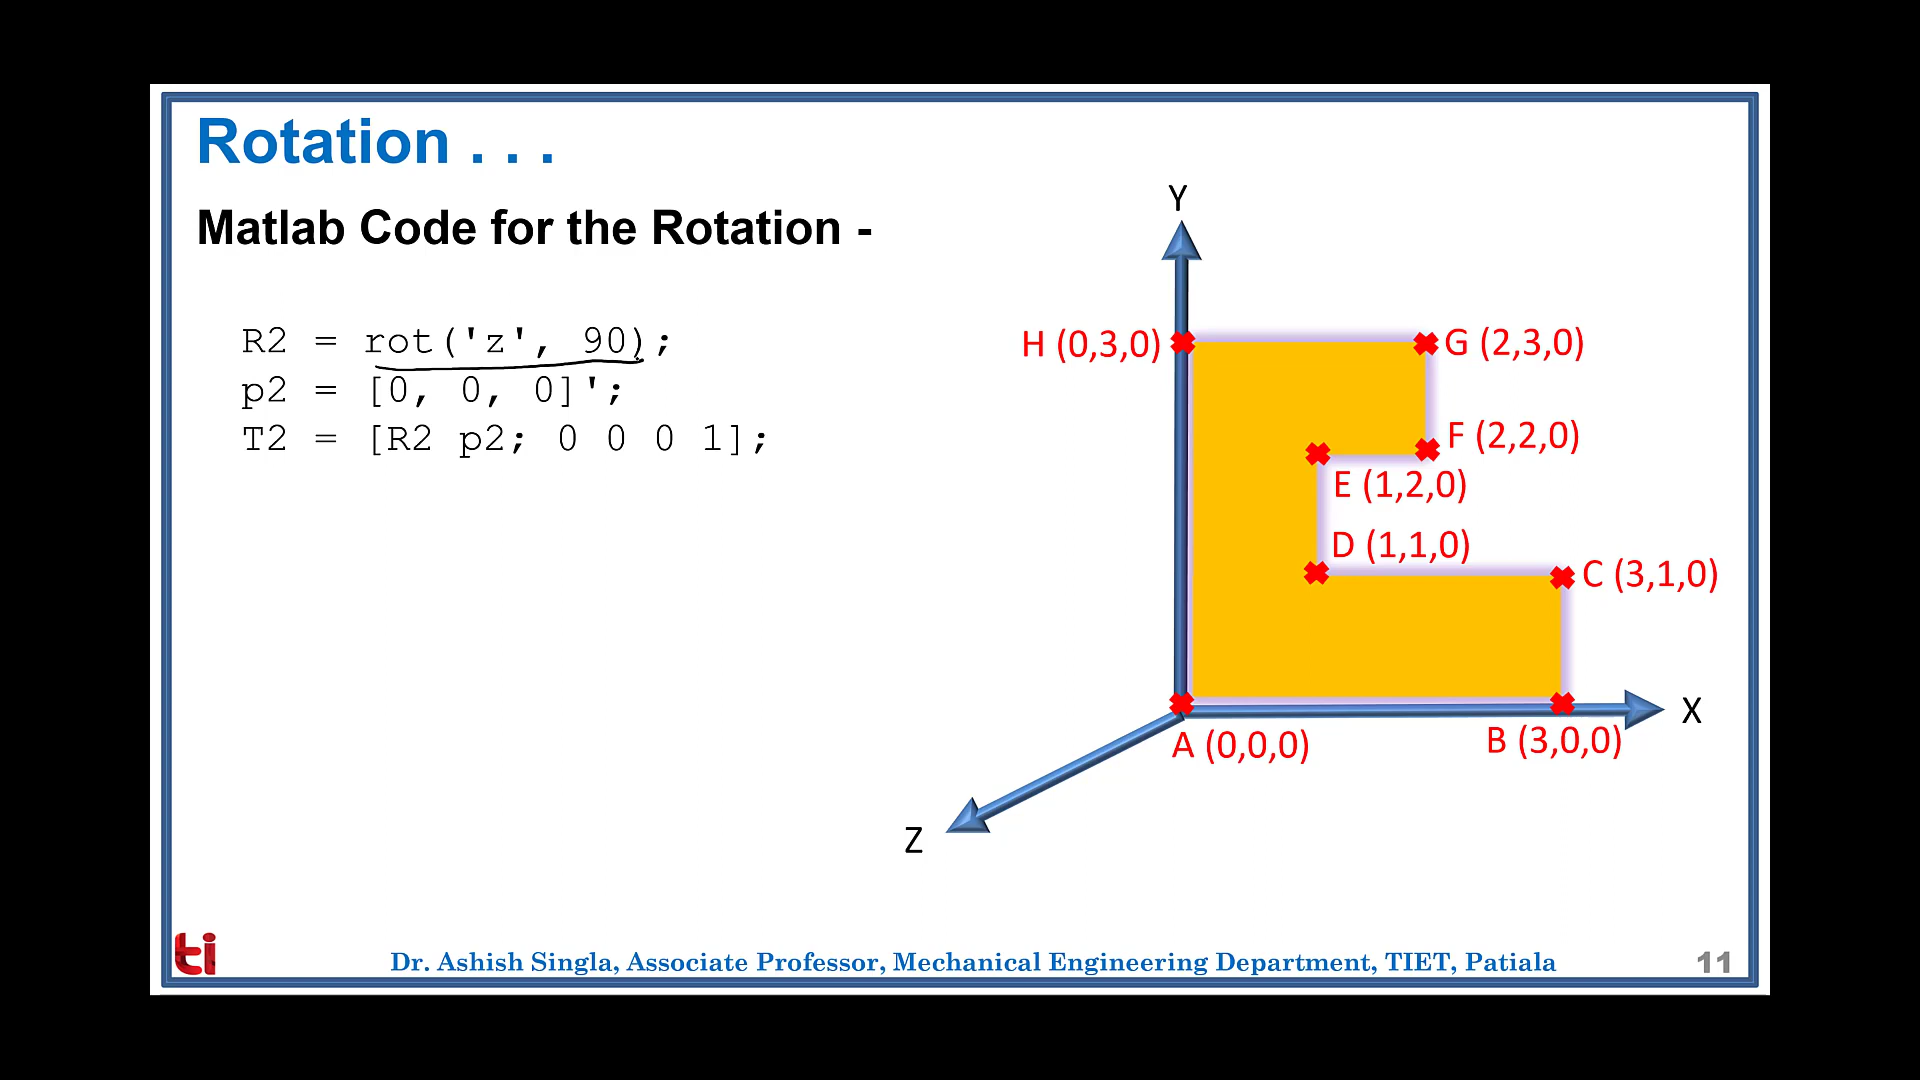 Rotation . . .
Matlab Code for the Rotation -
R2 = rot('z', 90);
p2 = [0, 0, 0]';
T2 = [R2 p2; 0 0 0 1];
Y
H (0,3,0)
G (2,3,0)
F (2,2,0)
E (1,2,0)
D (1,1,0)
C (3,1,0)
X
A (0,0,0)
B (3,0,0)
Z
ti
Dr. Ashish Singla, Associate Professor, Mechanical Engineering Department, TIET, Patiala
11